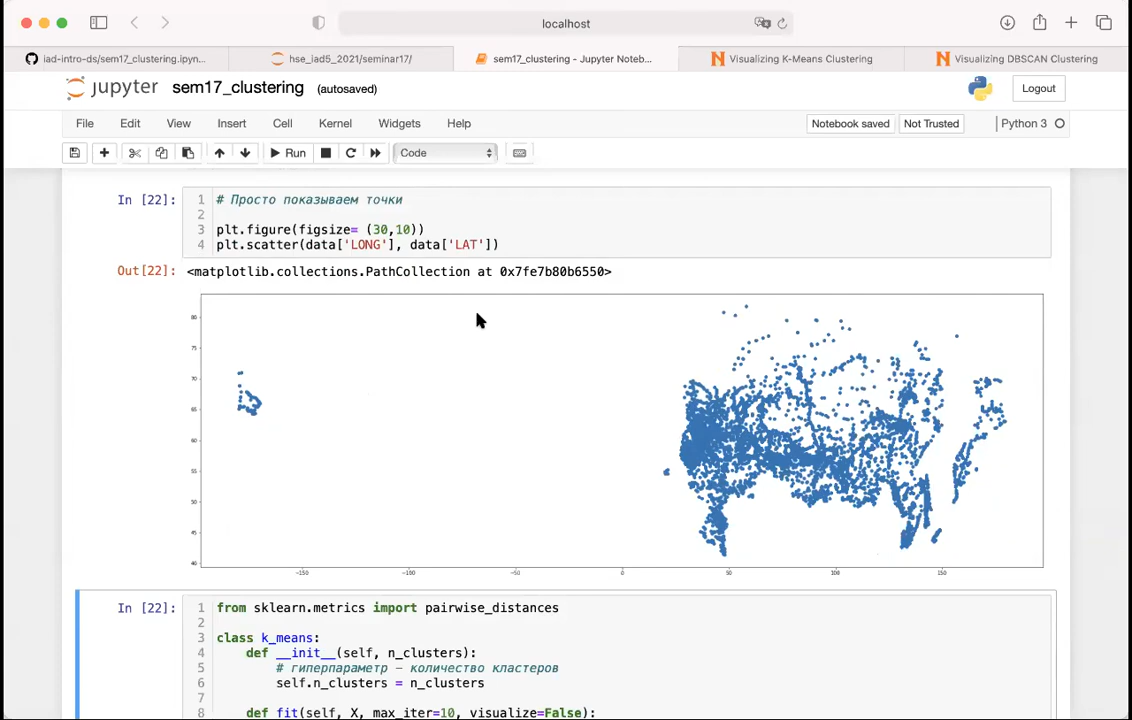 localhost
iad-intro-ds/sem17_clustering.ipyn...
hse_iad5_2021/seminar17/
sem17_clustering - Jupyter Noteb...
Visualizing K-Means Clustering
Visualizing DBSCAN Clustering
jupyter sem17_clustering (autosaved)
Logout
File Edit View Insert Cell Kernel Widgets Help
Notebook saved Not Trusted Python 3
Run Code
In [22]:
1 # Просто показываем точки
2
3 plt.figure(figsize= (30,10))
4 plt.scatter(data['LONG'], data['LAT'])
Out[22]: <matplotlib.collections.PathCollection at 0x7fe7b80b6550>
80
75
70
65
60
55
50
45
40
−150 −100 −50 0 50 100 150
In [22]:
1 from sklearn.metrics import pairwise_distances
2
3 class k_means:
4 def __init__(self, n_clusters):
5 # гиперпараметр – количество кластеров
6 self.n_clusters = n_clusters
7
8 def fit(self, X, max_iter=10, visualize=False):